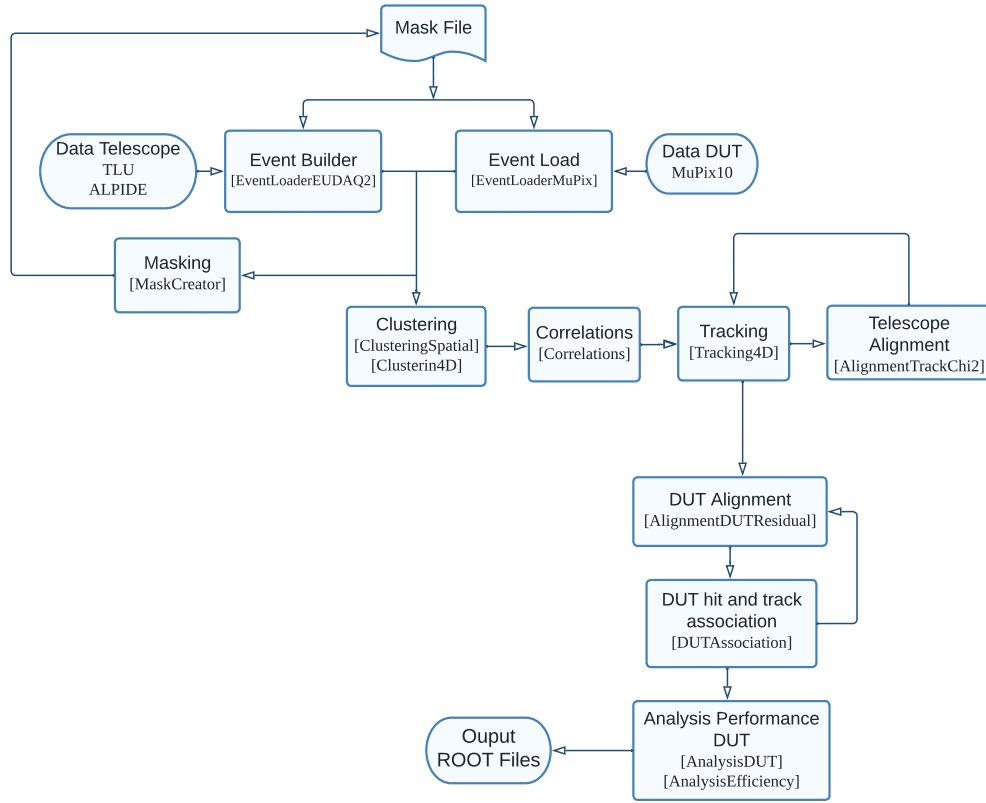 Mask File
Data Telescope
TLU
ALPIDE
Event Builder
[EventLoaderEUDAQ2]
Event Load
[EventLoaderMuPix]
Data DUT
MuPix10
Masking
[MaskCreator]
Clustering
[ClusteringSpatial]
[Clusterin4D]
Correlations
[Correlations]
Tracking
[Tracking4D]
Telescope
Alignment
[AlignmentTrackChi2]
DUT Alignment
[AlignmentDUTResidual]
DUT hit and track
association
[DUTAssociation]
Analysis Performance
DUT
[AnalysisDUT]
[AnalysisEfficiency]
Ouput
ROOT Files